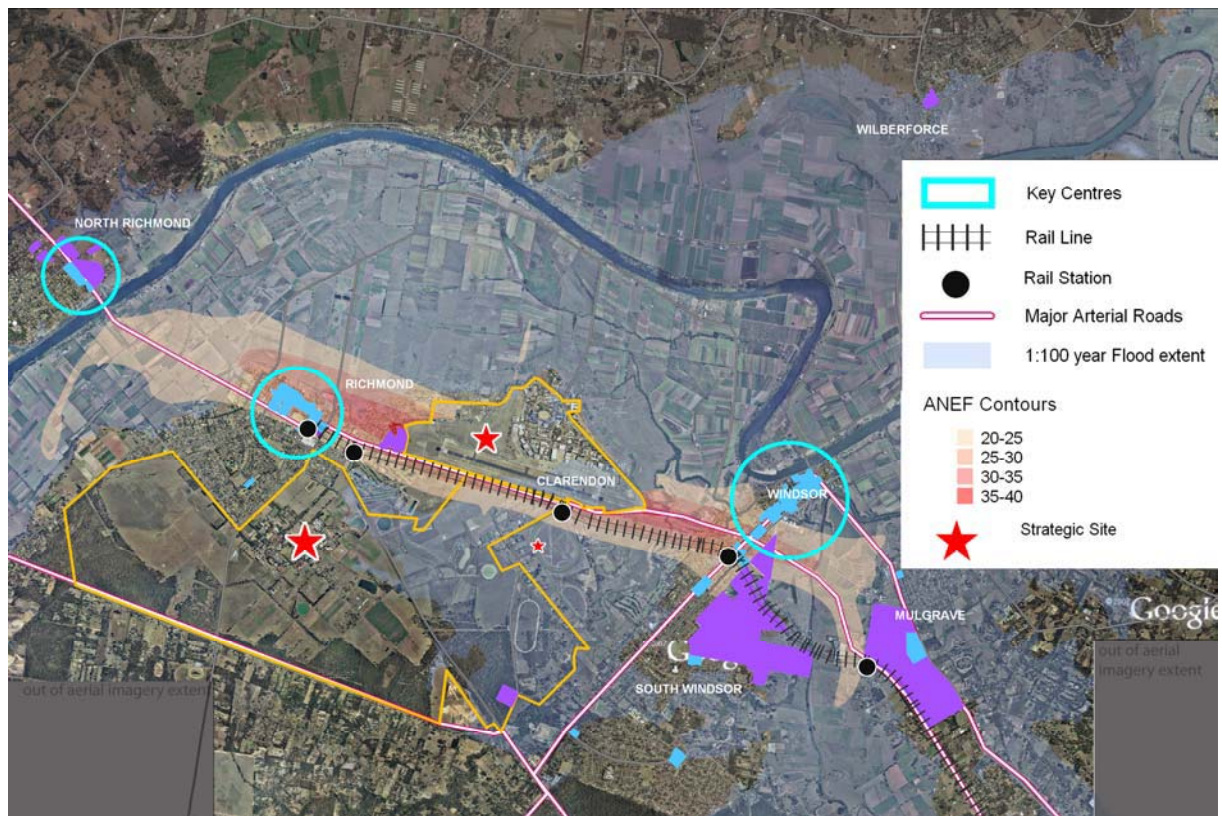 WILBERFORCE
NORTH RICHMOND
RICHMOND
CLARENDON
WINDSOR
MULGRAVE
SOUTH WINDSOR
Key Centres
Rail Line
Rail Station
Major Arterial Roads
1:100 year Flood extent
ANEF Contours
20-25
25-30
30-35
35-40
Strategic Site
Google
Goog
out of aerial imagery extent
out of aerial
imagery extent